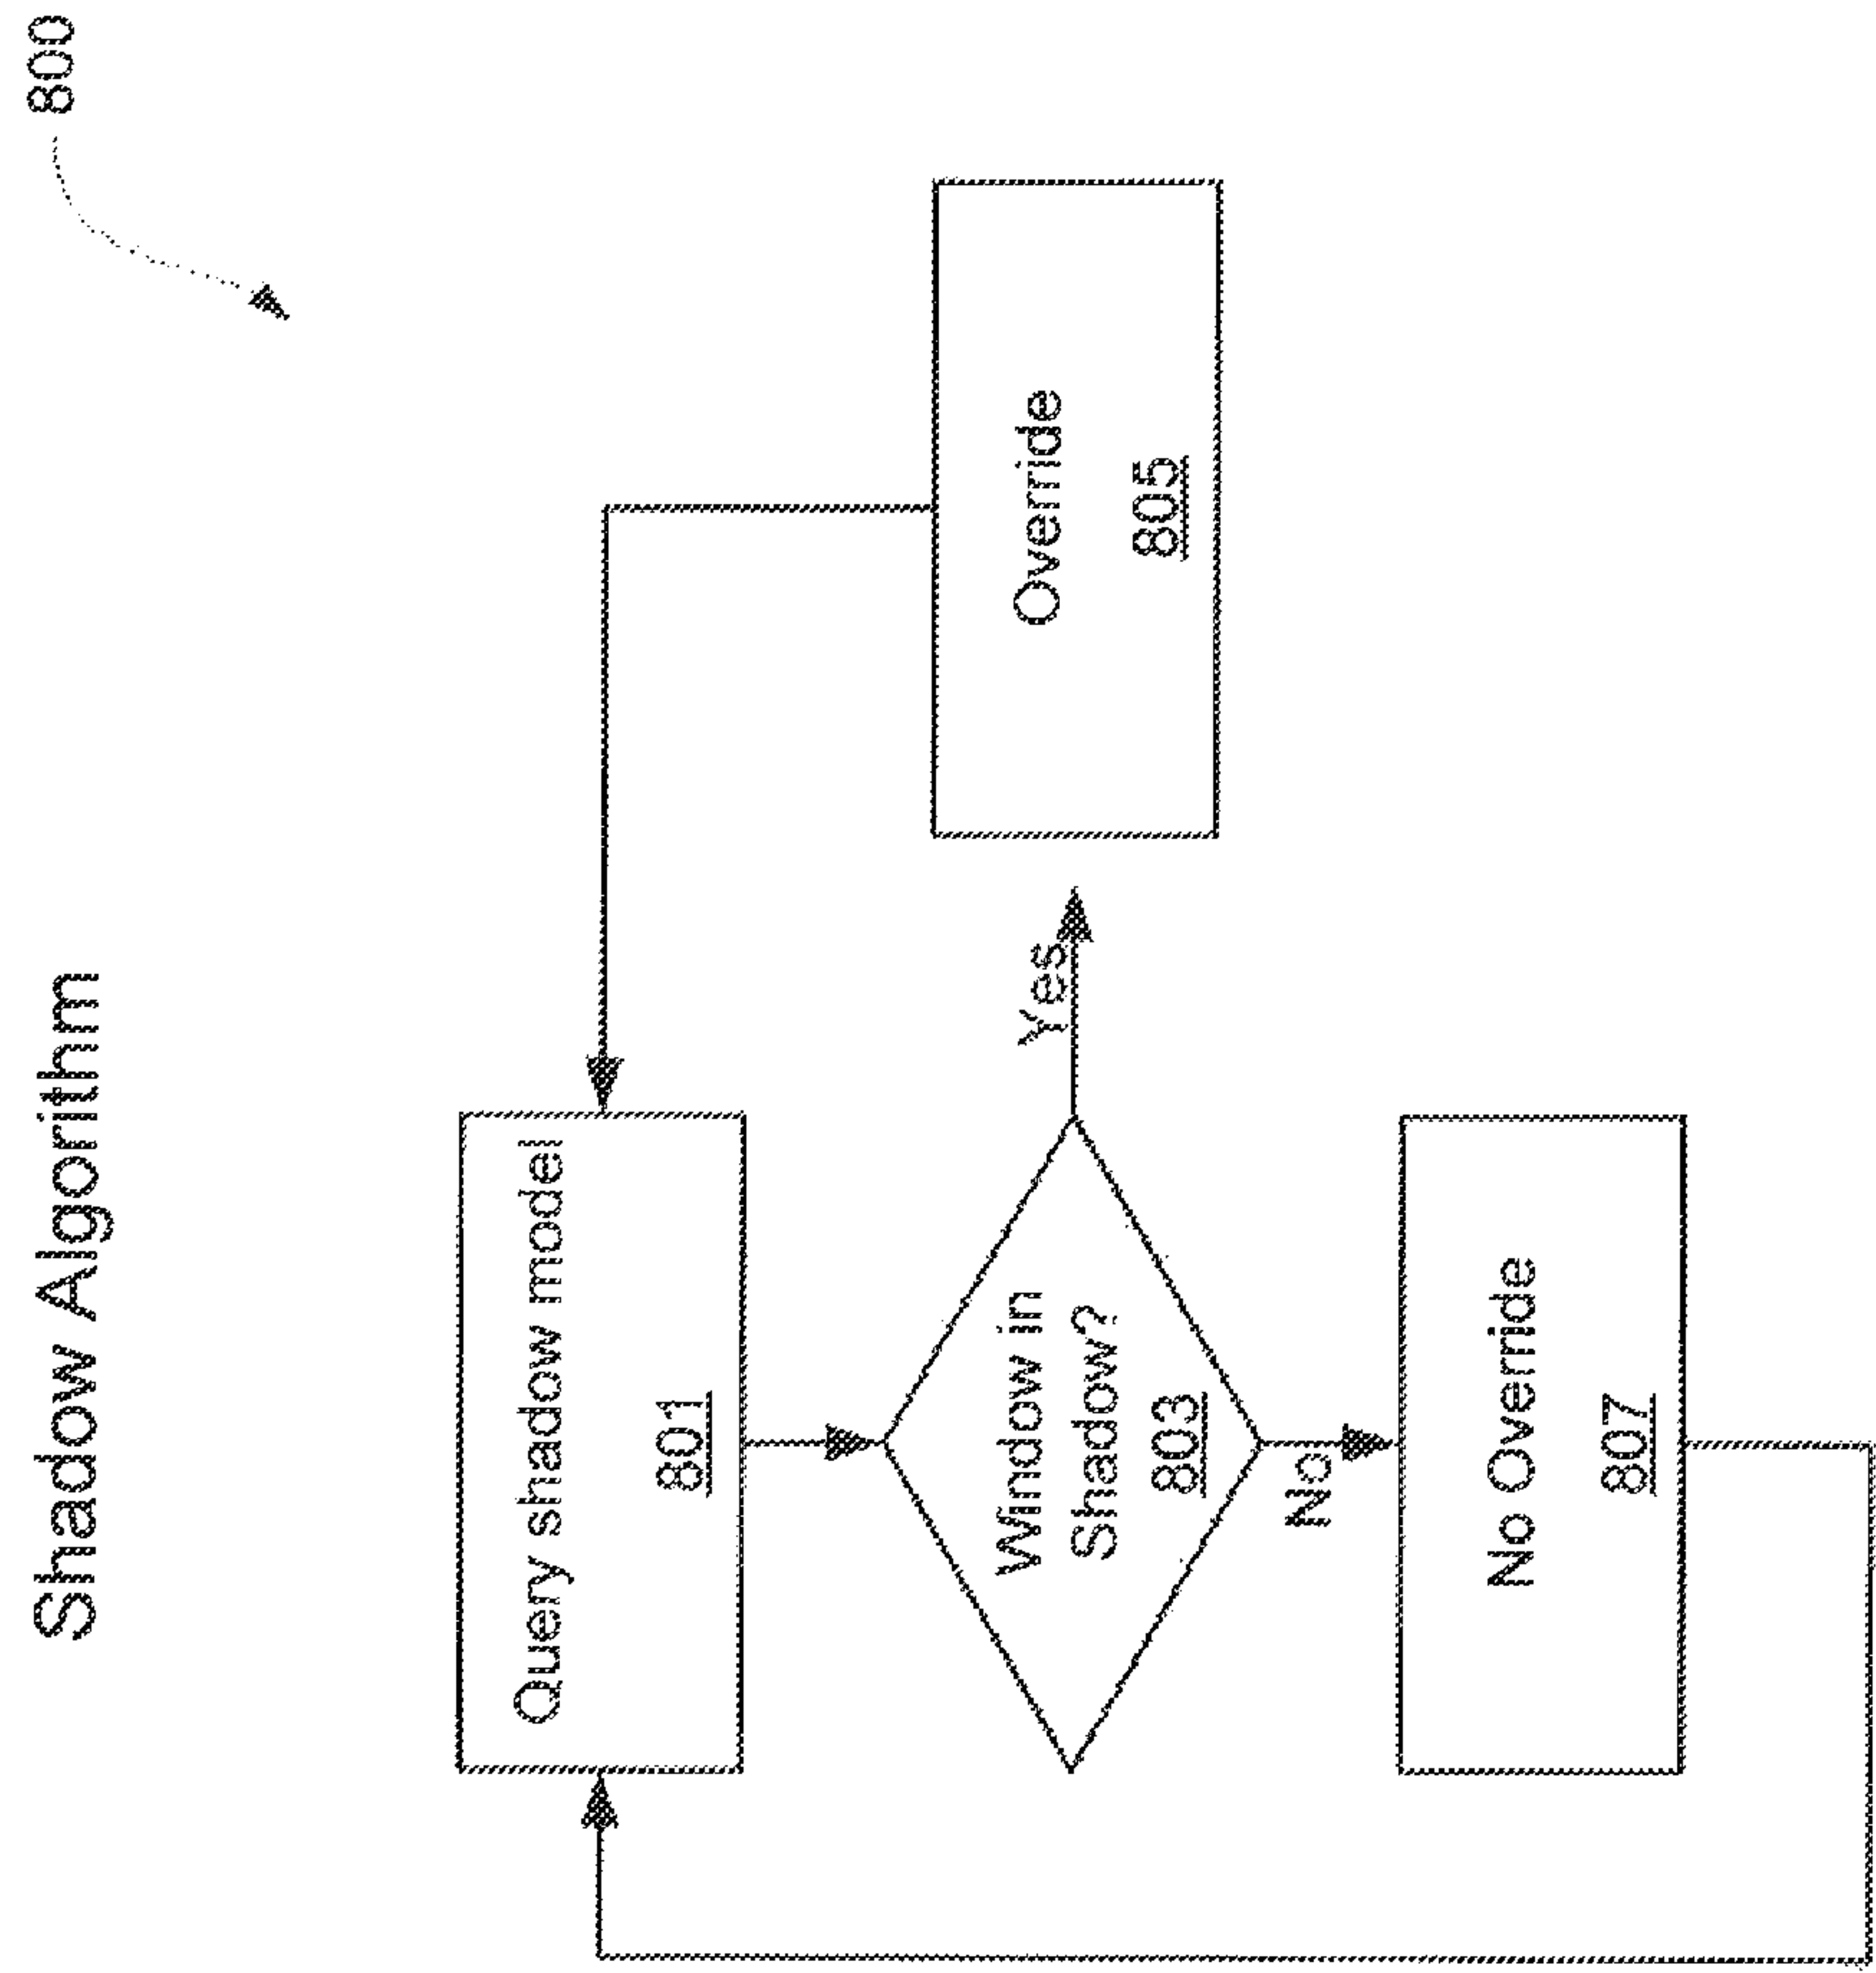 Shadow Algorithm
800
Query shadow model
801
Window in
Shadow?
803
Yes
Override
805
No
No Override
807